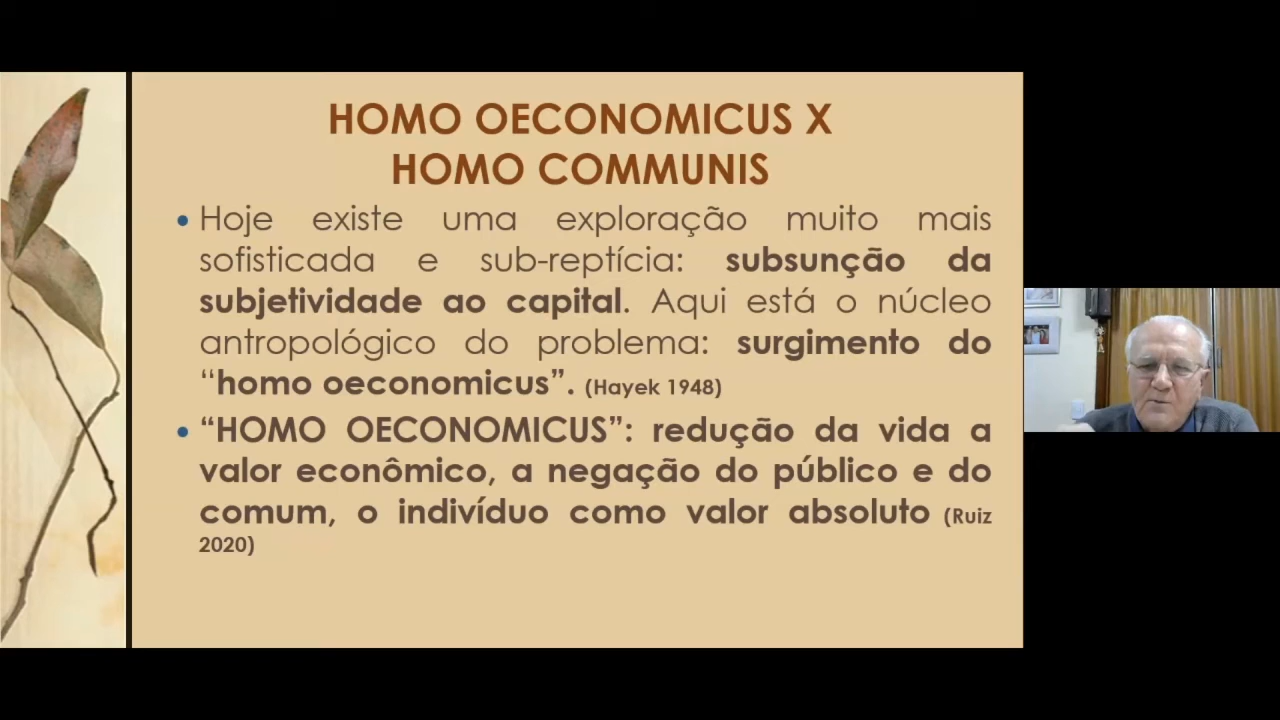 HOMO OECONOMICUS X
HOMO COMMUNIS
• Hoje existe uma exploração muito mais
sofisticada e sub-reptícia: subsunção da
subjetividade ao capital. Aqui está o núcleo
antropológico do problema: surgimento do
“homo oeconomicus”. (Hayek 1948)
• “HOMO OECONOMICUS”: redução da vida a
valor econômico, a negação do público e do
comum, o indivíduo como valor absoluto (Ruiz
2020)